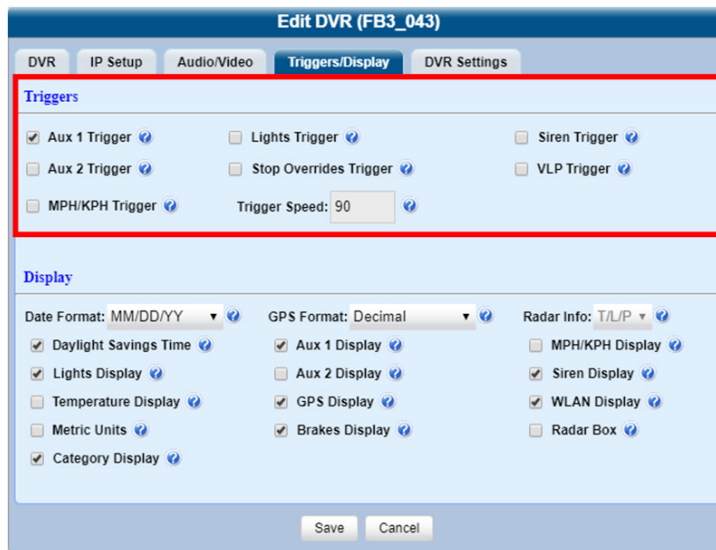 Edit DVR (FB3_043)
DVR IP Setup Audio/Video Triggers/Display DVR Settings
Triggers
Aux 1 Trigger ? Lights Trigger ? Siren Trigger ?
Aux 2 Trigger ? Stop Overrides Trigger ? VLP Trigger ?
MPH/KPH Trigger ? Trigger Speed: 90 ?
Display
Date Format: MM/DD/YY ? GPS Format: Decimal ? Radar Info: T/L/P ?
Daylight Savings Time ? Aux 1 Display ? MPH/KPH Display ?
Lights Display ? Aux 2 Display ? Siren Display ?
Temperature Display ? GPS Display ? WLAN Display ?
Metric Units ? Brakes Display ? Radar Box ?
Category Display ?
Save Cancel